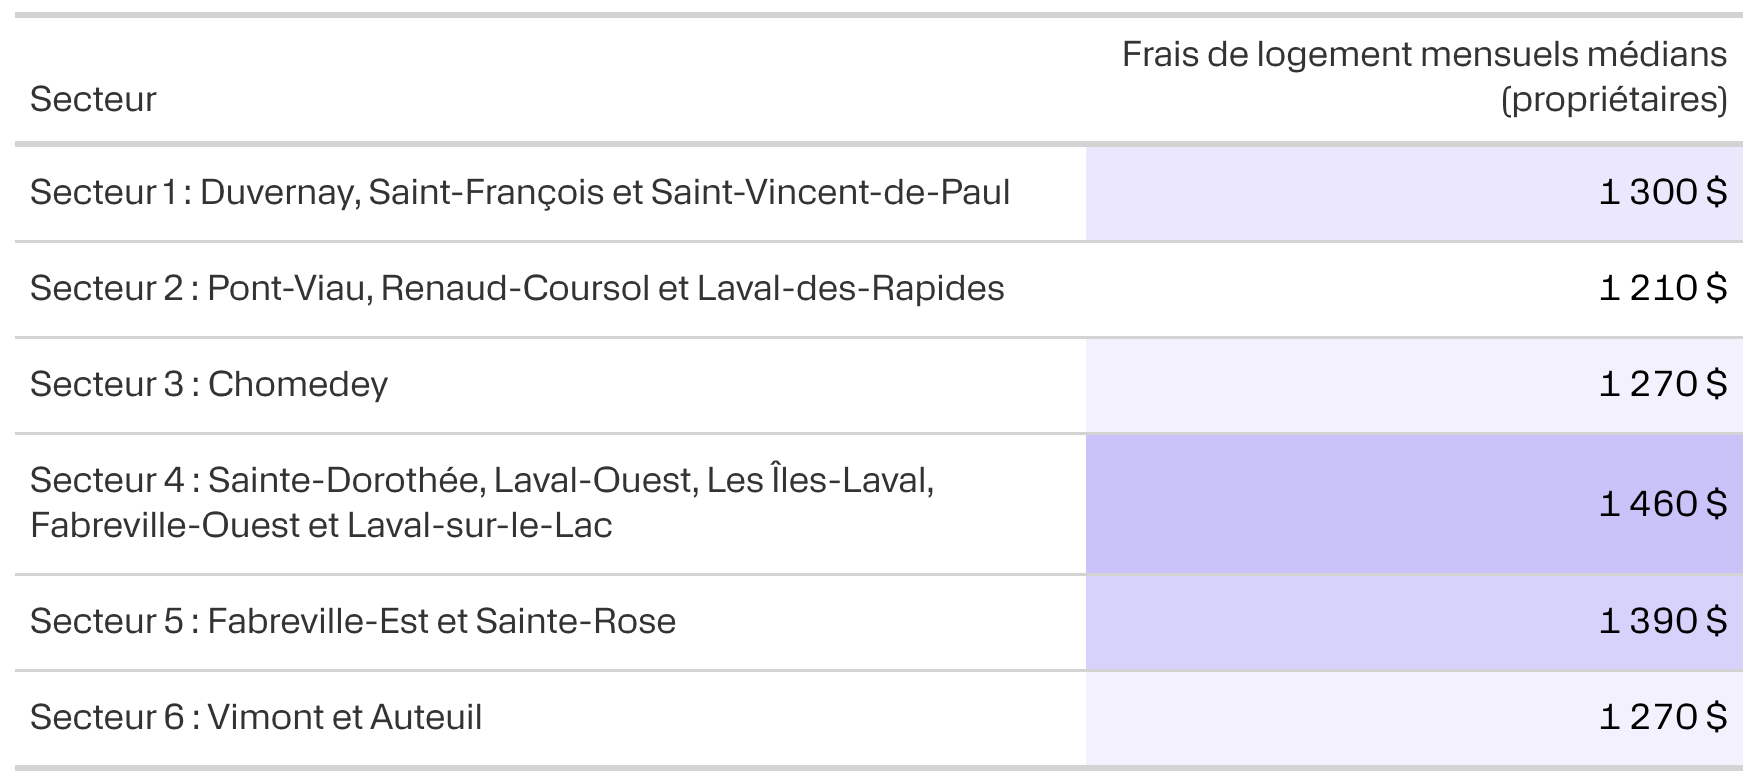 Secteur
Frais de logement mensuels médians
(propriétaires)
Secteur 1 : Duvernay, Saint-François et Saint-Vincent-de-Paul
1 300 $
Secteur 2 : Pont-Viau, Renaud-Coursol et Laval-des-Rapides
1 210 $
Secteur 3 : Chomedey
1 270 $
Secteur 4 : Sainte-Dorothée, Laval-Ouest, Les Îles-Laval,
Fabreville-Ouest et Laval-sur-le-Lac
1 460 $
Secteur 5 : Fabreville-Est et Sainte-Rose
1 390 $
Secteur 6 : Vimont et Auteuil
1 270 $